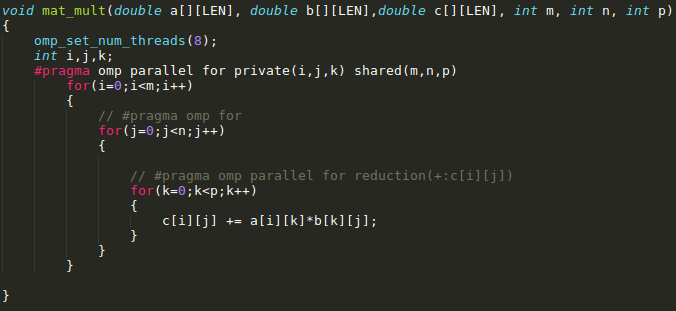 void mat_mult(double a[][LEN], double b[][LEN],double c[][LEN], int m, int n, int p)
{
    omp_set_num_threads(8);
    int i,j,k;
    #pragma omp parallel for private(i,j,k) shared(m,n,p)
        for(i=0;i<m;i++)
        {
            // #pragma omp for
            for(j=0;j<n;j++)
            {
                // #pragma omp parallel for reduction(+:c[i][j])
                for(k=0;k<p;k++)
                {
                    c[i][j] += a[i][k]*b[k][j];
                }
            }
        }
}